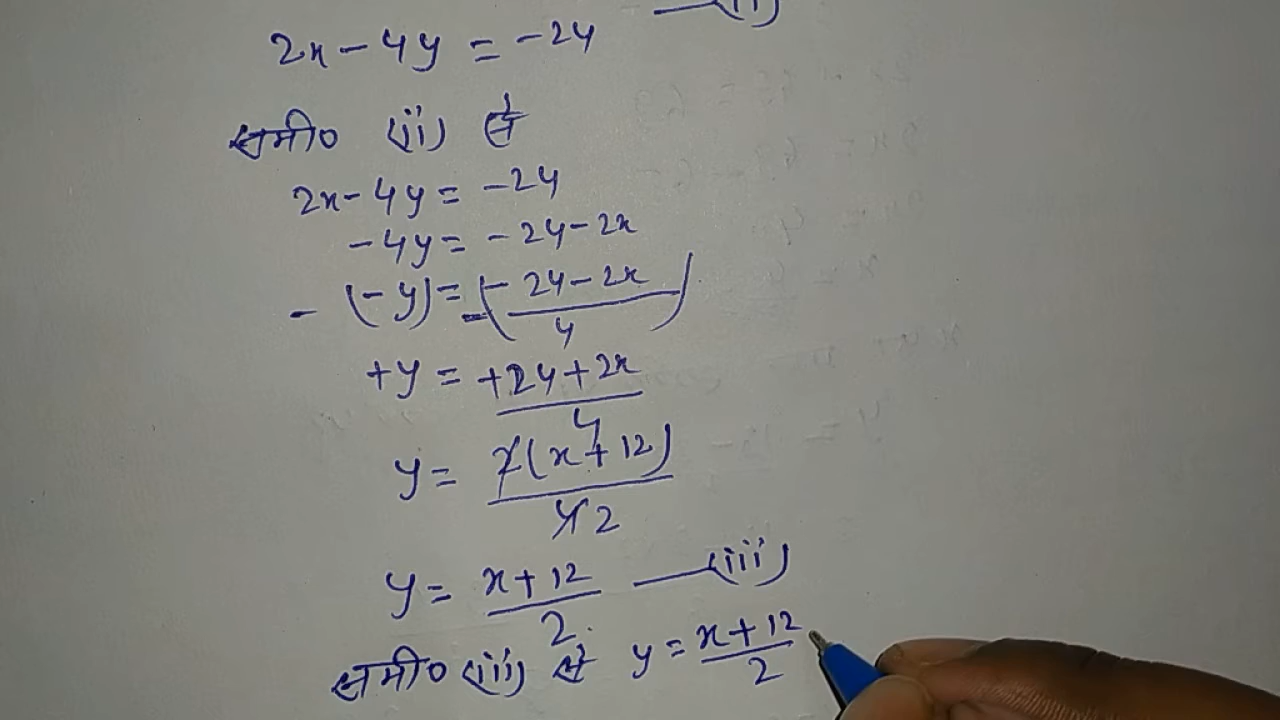 —(ii)
2x - 4y = -24
समी० (ii) से
2x - 4y = -24
-4y = -24 - 2x
- (-y) = -(- 24 - 2x / 4)
+y = +24 + 2x / 4
y = 2(x + 12) / 4 2
y = x + 12 / 2 —(iii)
समी० (iii) से y = x + 12 / 2